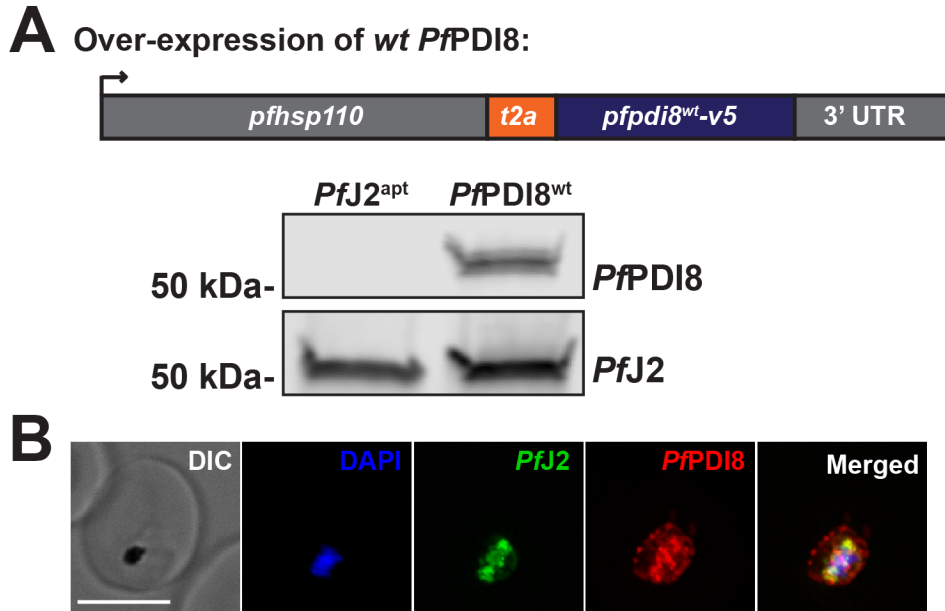 A Over-expression of wt PfPDI8:
pfhsp110 t2a pfpdi8wt-v5 3’ UTR
PfJ2apt PfPDI8wt
50 kDa- PfPDI8
50 kDa- PfJ2
B
DIC DAPI PfJ2 PfPDI8 Merged